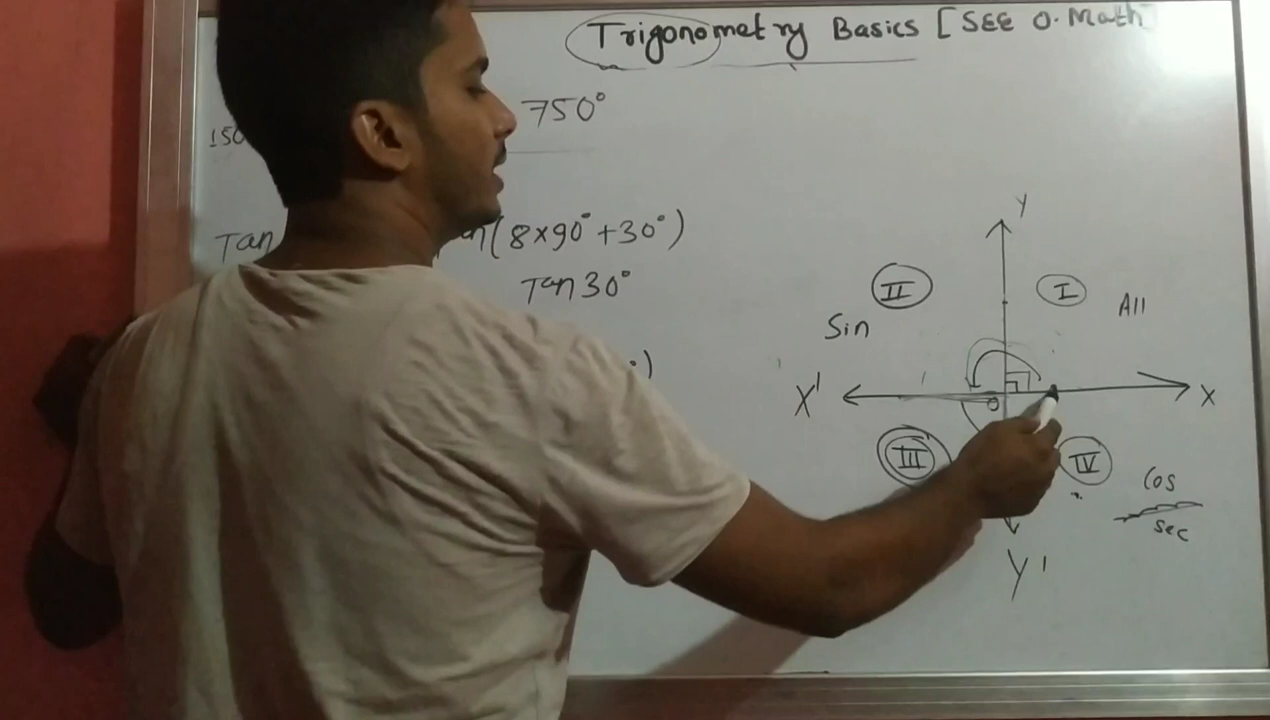 Trigonometry Basics [SEE O. Math
750°
150
Tan
(8×90°+30°)
Tan30°
)
Y
II
I
All
Sin
X'
O
X
III
IV
Cos
sec
Y'